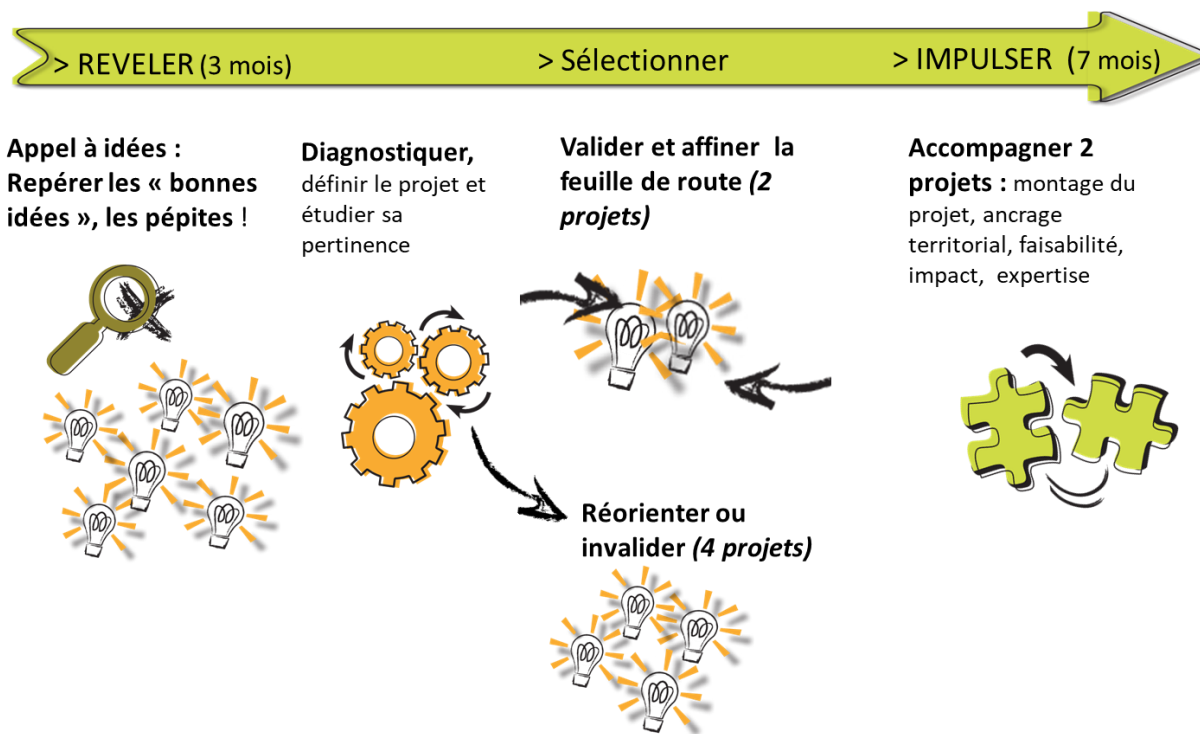 > REVELER (3 mois)
> Sélectionner
> IMPULSER (7 mois)
Appel à idées :
Repérer les « bonnes
idées », les pépites !
Diagnostiquer,
définir le projet et
étudier sa
pertinence
Valider et affiner la
feuille de route (2
projets)
Accompagner 2
projets : montage du
projet, ancrage
territorial, faisabilité,
impact, expertise
Réorienter ou
invalider (4 projets)